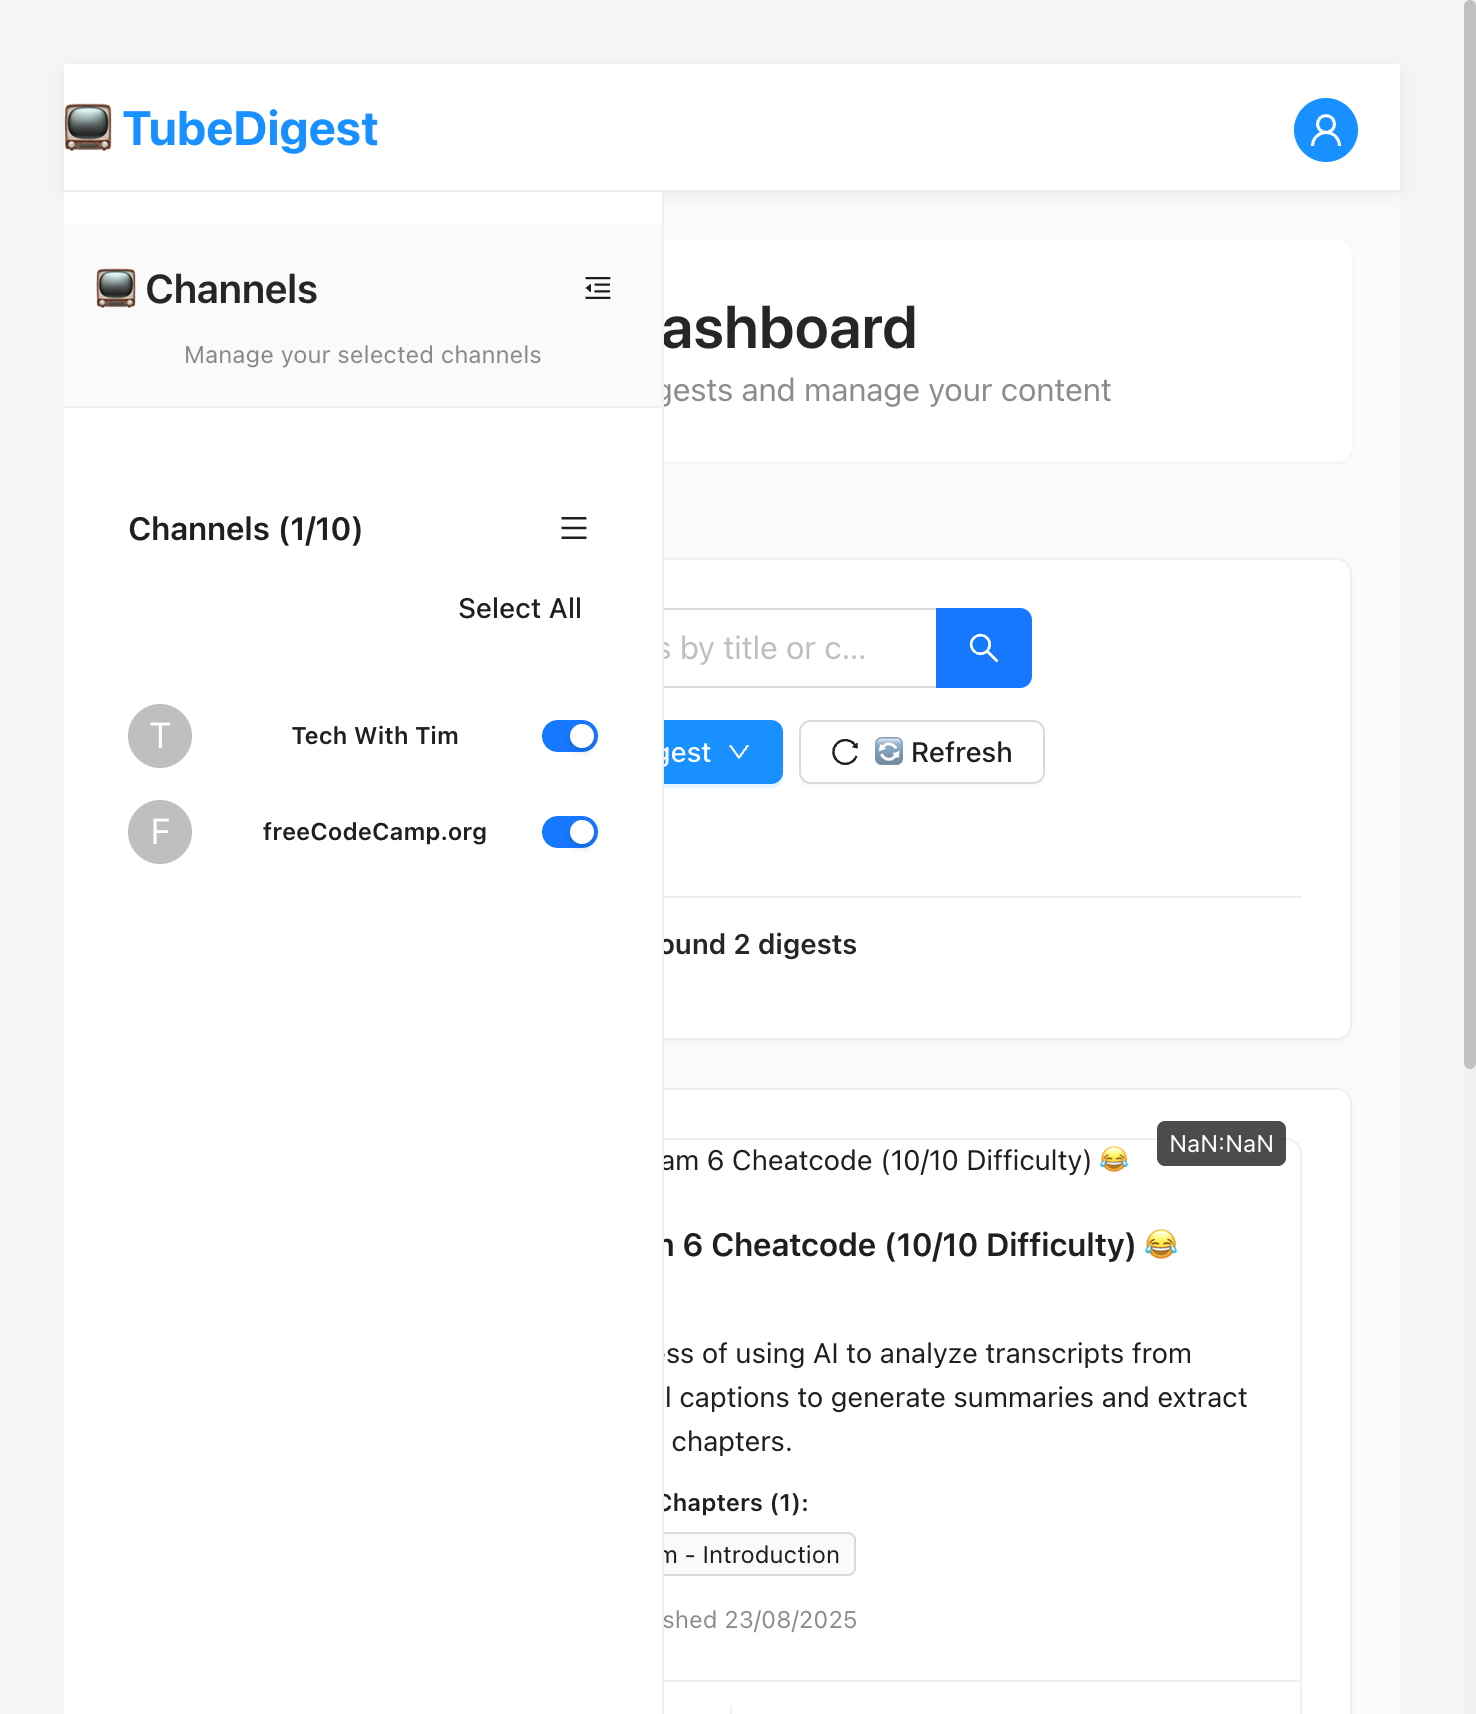 TubeDigest
Channels
Manage your selected channels
ashboard
gests and manage your content
Channels (1/10)
Select All
s by title or c...
T
Tech With Tim
gest
Refresh
F
freeCodeCamp.org
ound 2 digests
NaN:NaN
am 6 Cheatcode (10/10 Difficulty) 😂
6 Cheatcode (10/10 Difficulty) 😂
ss of using AI to analyze transcripts from
l captions to generate summaries and extract
chapters.
Chapters (1):
m - Introduction
shed 23/08/2025